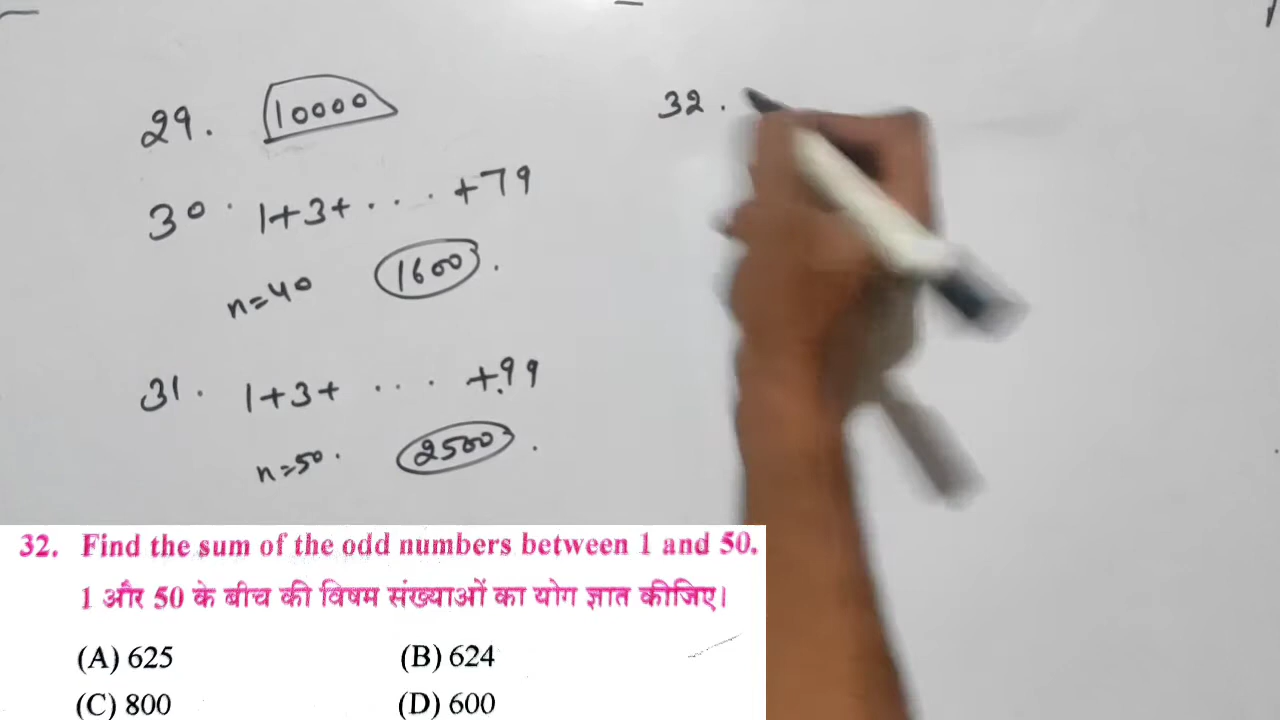 29. 10000
30. 1+3+ . . . . +79
n=40 1600.
31. 1+3+ . . . . +99
n=50. 2500.
32.
32. Find the sum of the odd numbers between 1 and 50.
1 और 50 के बीच की विषम संख्याओं का योग ज्ञात कीजिए।
(A) 625 (B) 624
(C) 800 (D) 600